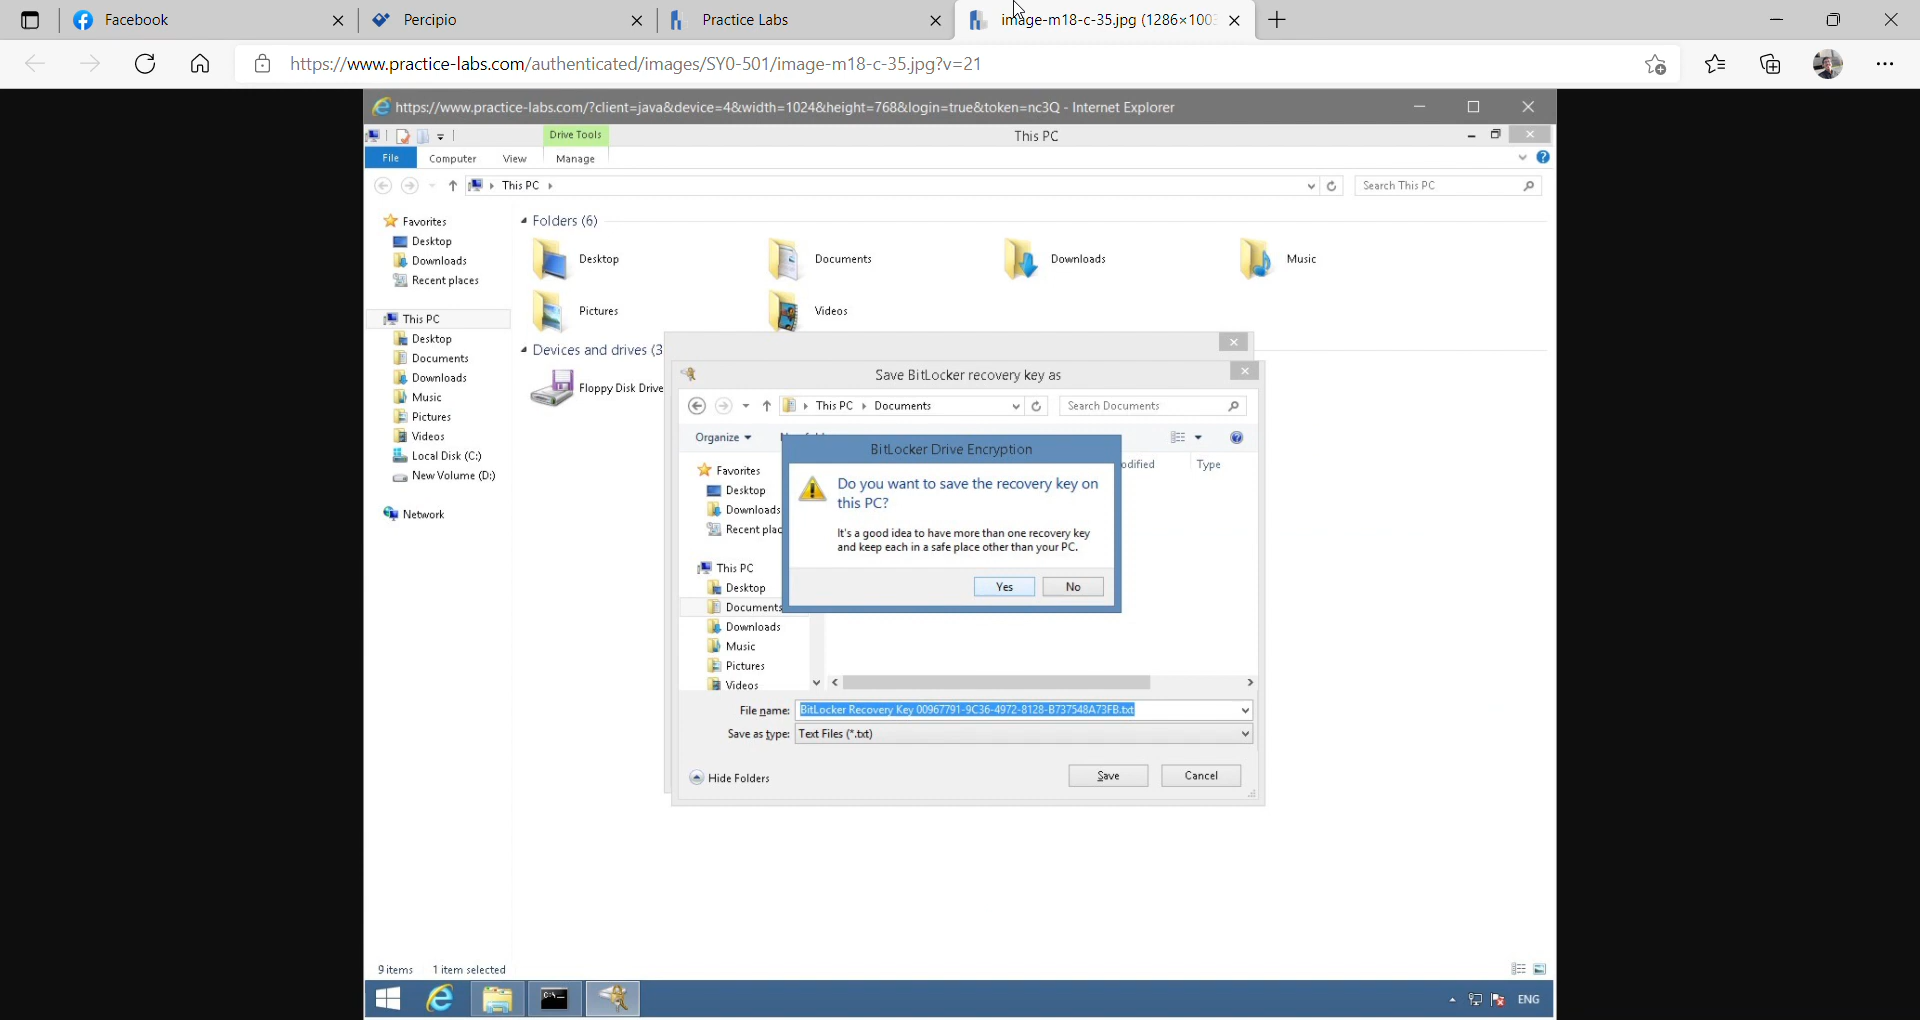 Facebook
Percipio
Practice Labs
image-m18-c-35.jpg (1286×1003
https://www.practice-labs.com/authenticated/images/SY0-501/image-m18-c-35.jpg?v=21
https://www.practice-labs.com/?client=java&device=4&width=1024&height=768&login=true&token=nc3Q - Internet Explorer
Drive Tools
This PC
File
Computer
View
Manage
This PC
Search This PC
Favorites
Desktop
Downloads
Recent places
This PC
Desktop
Documents
Downloads
Music
Pictures
Videos
Local Disk (C:)
New Volume (D:)
Network
Folders (6)
Desktop
Documents
Downloads
Music
Pictures
Videos
Devices and drives (3
Floppy Disk Drive
Save BitLocker recovery key as
This PC
Documents
Search Documents
Organize
BitLocker Drive Encryption
Do you want to save the recovery key on
this PC?
It's a good idea to have more than one recovery key
and keep each in a safe place other than your PC.
Yes
No
odified
Type
Favorites
Desktop
Downloads
Recent plac
This PC
Desktop
Documents
Downloads
Music
Pictures
Videos
File name:
BitLocker Recovery Key 00967791-9C36-4972-8128-B737548A73FB.txt
Save as type:
Text Files (*.txt)
Hide Folders
Save
Cancel
9 items
1 item selected
ENG